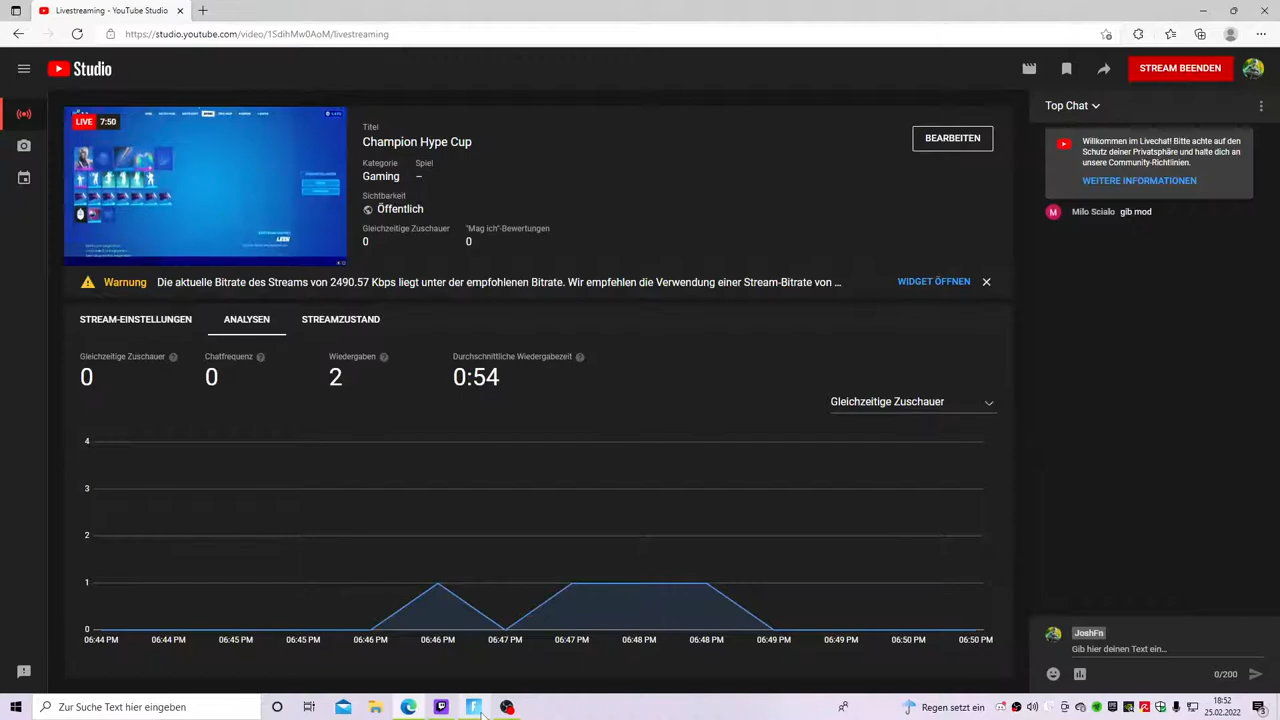 Livestreaming - YouTube Studio
https://studio.youtube.com/video/1SdihMw0AoM/livestreaming
Studio
STREAM BEENDEN
LIVE 7:50
Titel
Champion Hype Cup
BEARBEITEN
Kategorie Spiel
Gaming –
Sichtbarkeit
Öffentlich
Gleichzeitige Zuschauer "Mag ich"-Bewertungen
0 0
Warnung Die aktuelle Bitrate des Streams von 2490.57 Kbps liegt unter der empfohlenen Bitrate. Wir empfehlen die Verwendung einer Stream-Bitrate von ...
WIDGET ÖFFNEN
STREAM-EINSTELLUNGEN ANALYSEN STREAMZUSTAND
Gleichzeitige Zuschauer Chatfrequenz Wiedergaben Durchschnittliche Wiedergabezeit
0 0 2 0:54
Gleichzeitige Zuschauer
4
3
2
1
0
06:44 PM 06:44 PM 06:45 PM 06:45 PM 06:46 PM 06:46 PM 06:47 PM 06:47 PM 06:48 PM 06:48 PM 06:49 PM 06:49 PM 06:50 PM 06:50 PM
Top Chat
Willkommen im Livechat! Bitte achte auf den
Schutz deiner Privatsphäre und halte dich an
unsere Community-Richtlinien.
WEITERE INFORMATIONEN
M Milo Scialo gib mod
JoshFn
Gib hier deinen Text ein...
0/200
Zur Suche Text hier eingeben
Regen setzt ein
18:52
25.02.2022